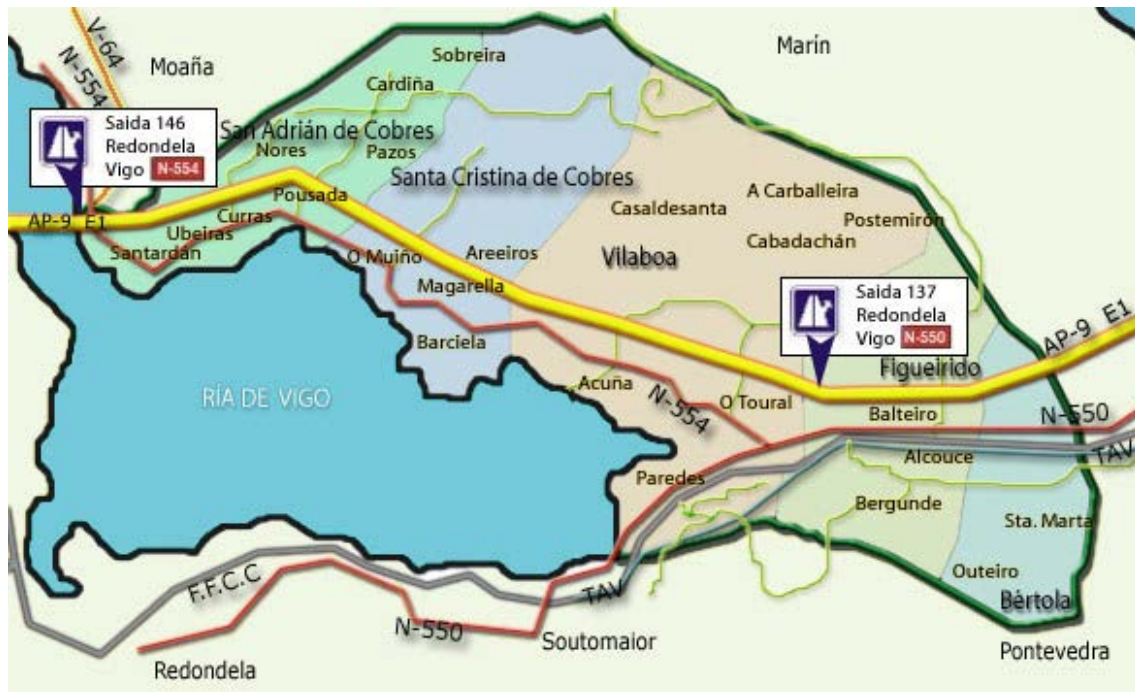 V-64
N-554
Moaña
Marín
Sobreira
Cardiña
Saida 146
Redondela
Vigo N-554
San Adrián de Cobres
Nores
Pazos
Santa Cristina de Cobres
A Carballeira
Pousada
Casaldesanta
Postemirón
AP-9 E1
Curras
Ubeiras
Cabadachán
Santardán
O Muiño
Areeiros
Vilaboa
Magarella
Saida 137
Redondela
Vigo N-550
AP-9 E1
Barciela
Figueirido
Acuña
RÍA DE VIGO
N-554
O Toural
Balteiro
N-550
Alcouce
TAV
Paredes
Bergunde
Sta. Marta
Outeiro
F.F.C.C
TAV
Bértola
N-550
Soutomaior
Pontevedra
Redondela